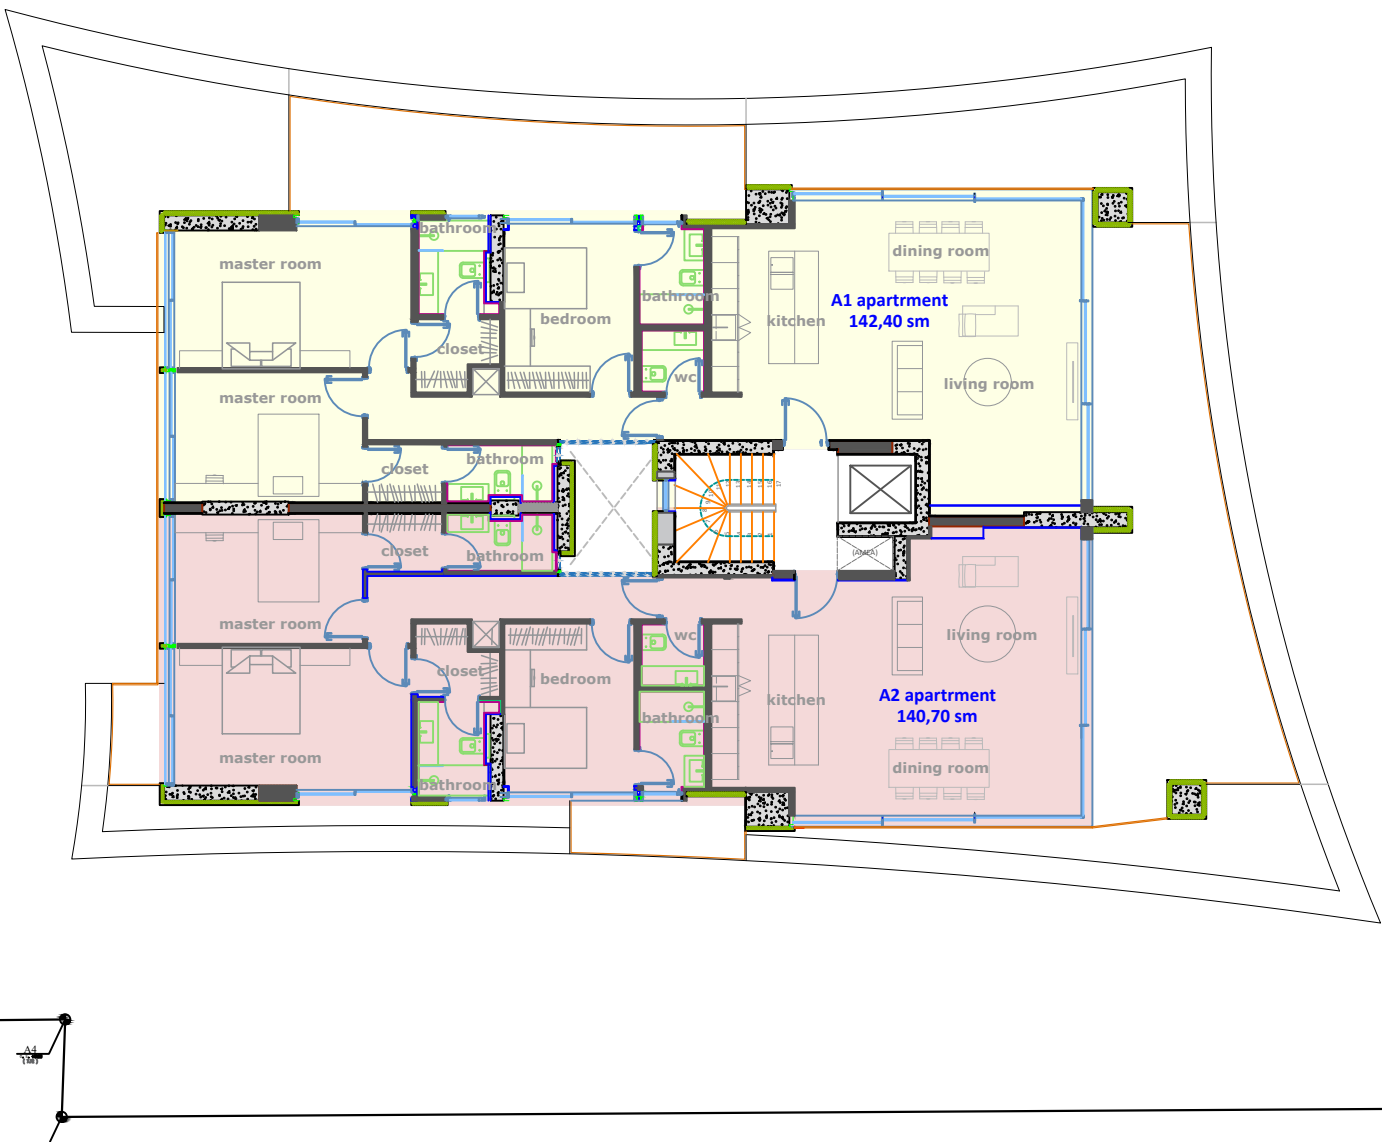 bathroom
dining room
master room
A1 apartrment
142,40 sm
bathroom
bedroom
kitchen
closet
wc
living room
master room
bathroom
closet
17
closet
bathroom
(AMEA)
master room
wc
living room
closet
bedroom
kitchen
A2 apartrment
140,70 sm
bathroom
master room
dining room
bathroom
A4